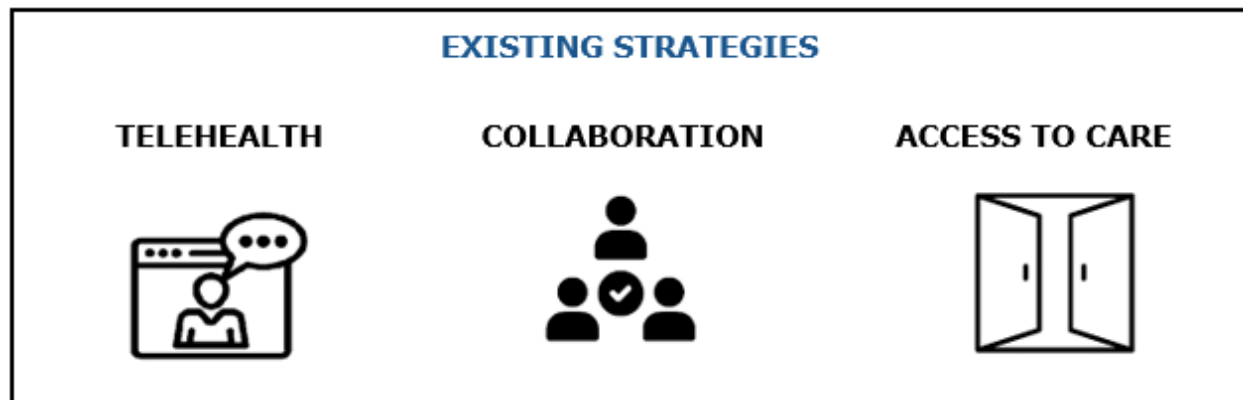 EXISTING STRATEGIES
TELEHEALTH
COLLABORATION
ACCESS TO CARE